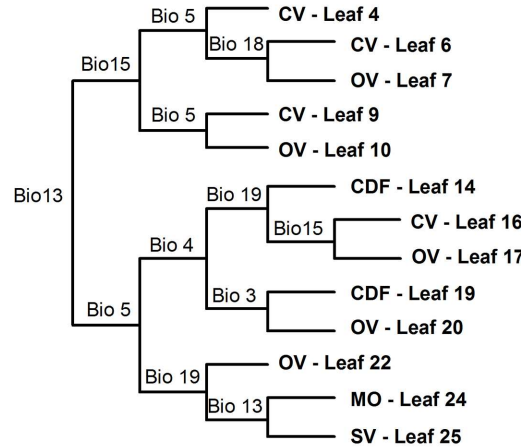 Bio 5
CV - Leaf 4
Bio 18
CV - Leaf 6
Bio15
OV - Leaf 7
Bio 5
CV - Leaf 9
OV - Leaf 10
Bio13
Bio 19
CDF - Leaf 14
Bio15
CV - Leaf 16
Bio 4
OV - Leaf 17
Bio 3
CDF - Leaf 19
Bio 5
OV - Leaf 20
OV - Leaf 22
Bio 19
MO - Leaf 24
Bio 13
SV - Leaf 25